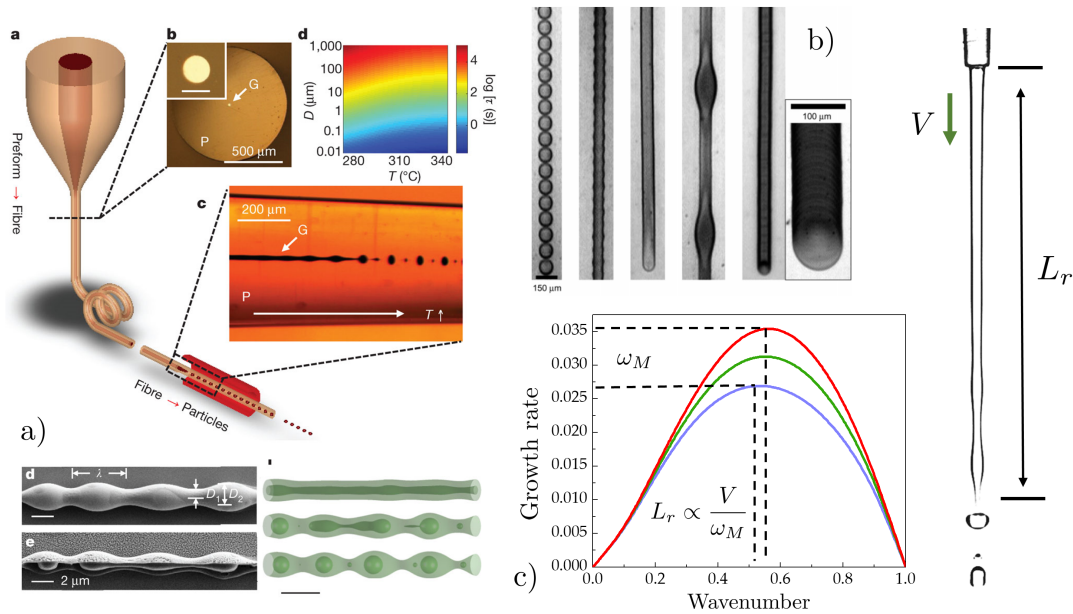 a
Preform → Fibre
Fibre → Particles
a)
b
G
P
500 μm
d
1,000
100
10
1
0.1
0.01
D (μm)
280
310
340
T (°C)
4
2
0
log [τ (s)]
c
200 μm
G
P
T ↑
d
λ
D₁
D₂
e
2 μm
b)
150 μm
100 μm
V
Lᵣ
0.035
0.030
0.025
0.020
0.015
0.010
0.005
0.000
Growth rate
ω_M
Lᵣ ∝ V/ω_M
0.0
0.2
0.4
0.6
0.8
1.0
Wavenumber
c)